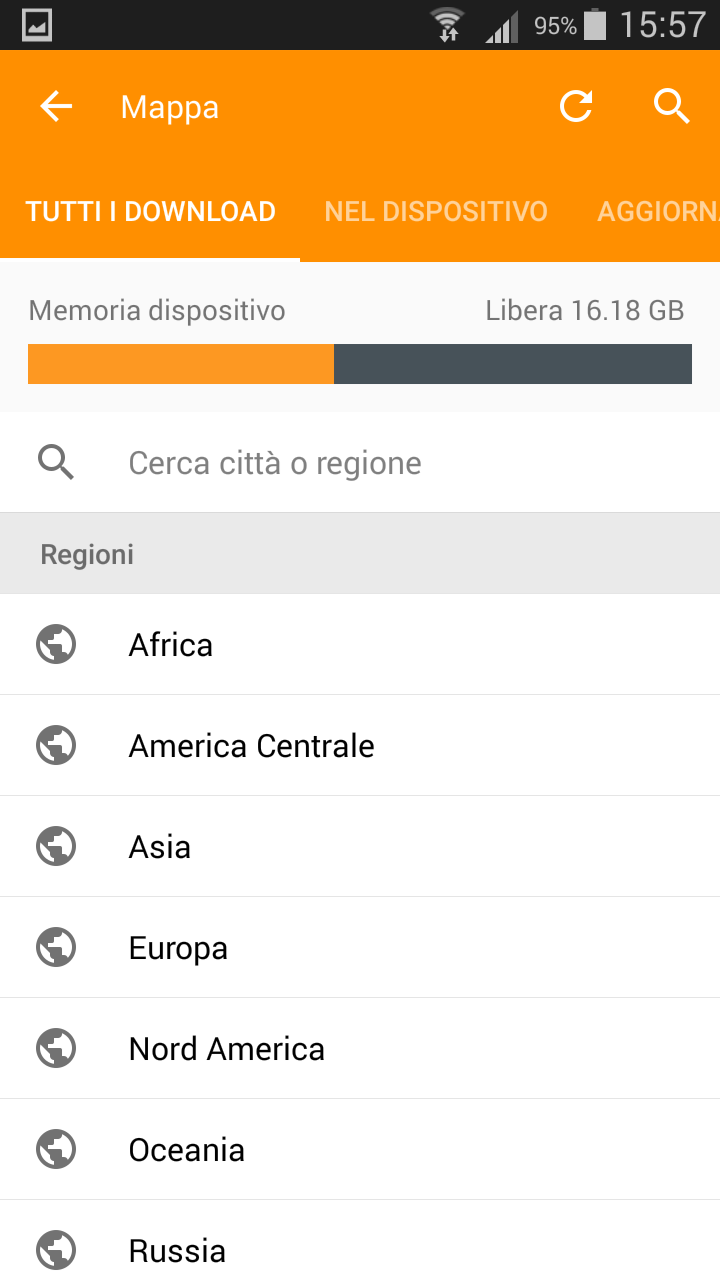 95% 15:57
Mappa
TUTTI I DOWNLOAD NEL DISPOSITIVO AGGIORN
Memoria dispositivo Libera 16.18 GB
Cerca città o regione
Regioni
Africa
America Centrale
Asia
Europa
Nord America
Oceania
Russia